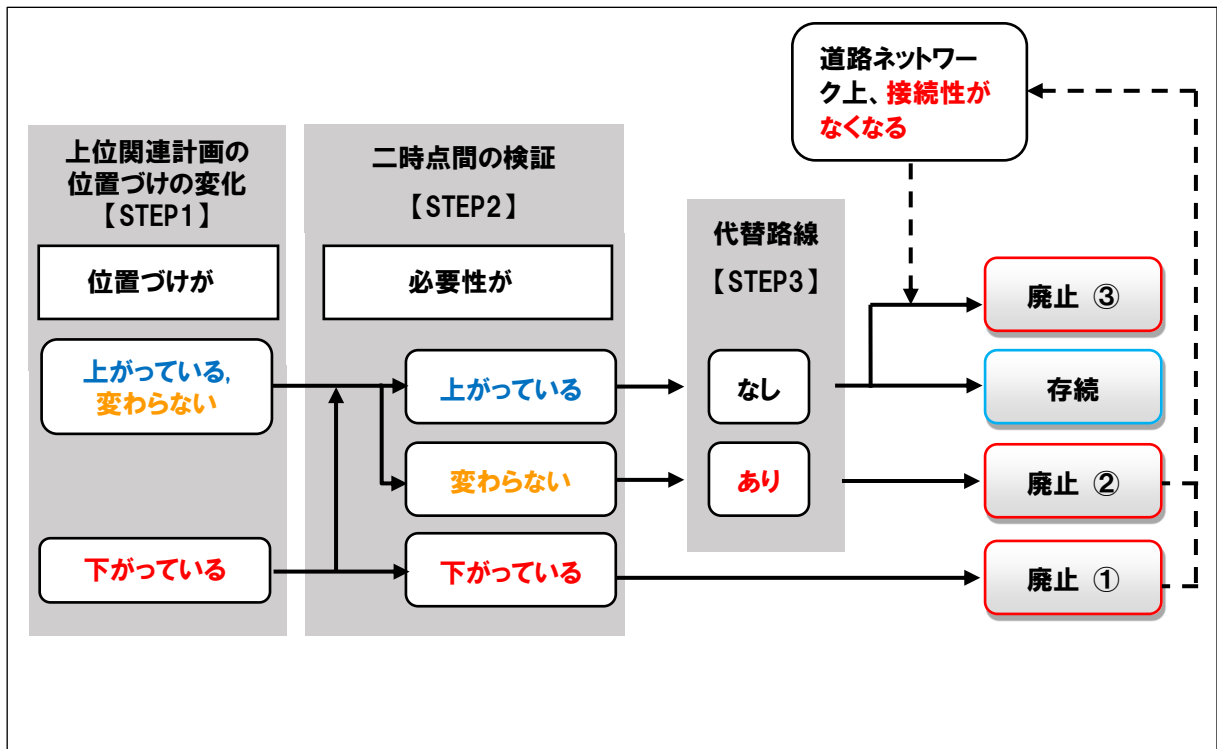 道路ネットワー
ク上、接続性が
なくなる
上位関連計画の
位置づけの変化
【STEP1】
位置づけが
上がっている,
変わらない
下がっている
二時点間の検証
【STEP2】
必要性が
上がっている
変わらない
下がっている
代替路線
【STEP3】
なし
あり
廃止 ③
存続
廃止 ②
廃止 ①